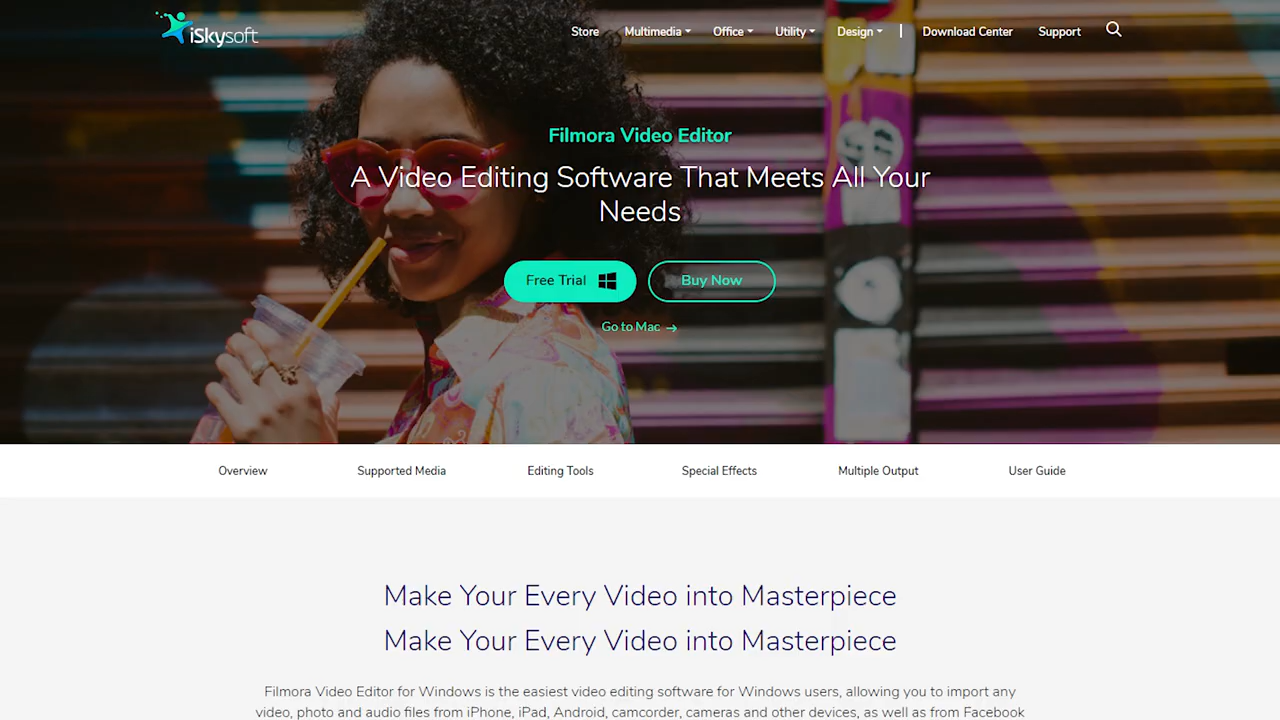 iSkysoft
Store Multimedia Office Utility Design Download Center Support
Filmora Video Editor
A Video Editing Software That Meets All Your
Needs
Free Trial Buy Now
Go to Mac →
Overview Supported Media Editing Tools Special Effects Multiple Output User Guide
Make Your Every Video into Masterpiece
Make Your Every Video into Masterpiece
Filmora Video Editor for Windows is the easiest video editing software for Windows users, allowing you to import any
video, photo and audio files from iPhone, iPad, Android, camcorder, cameras and other devices, as well as from Facebook